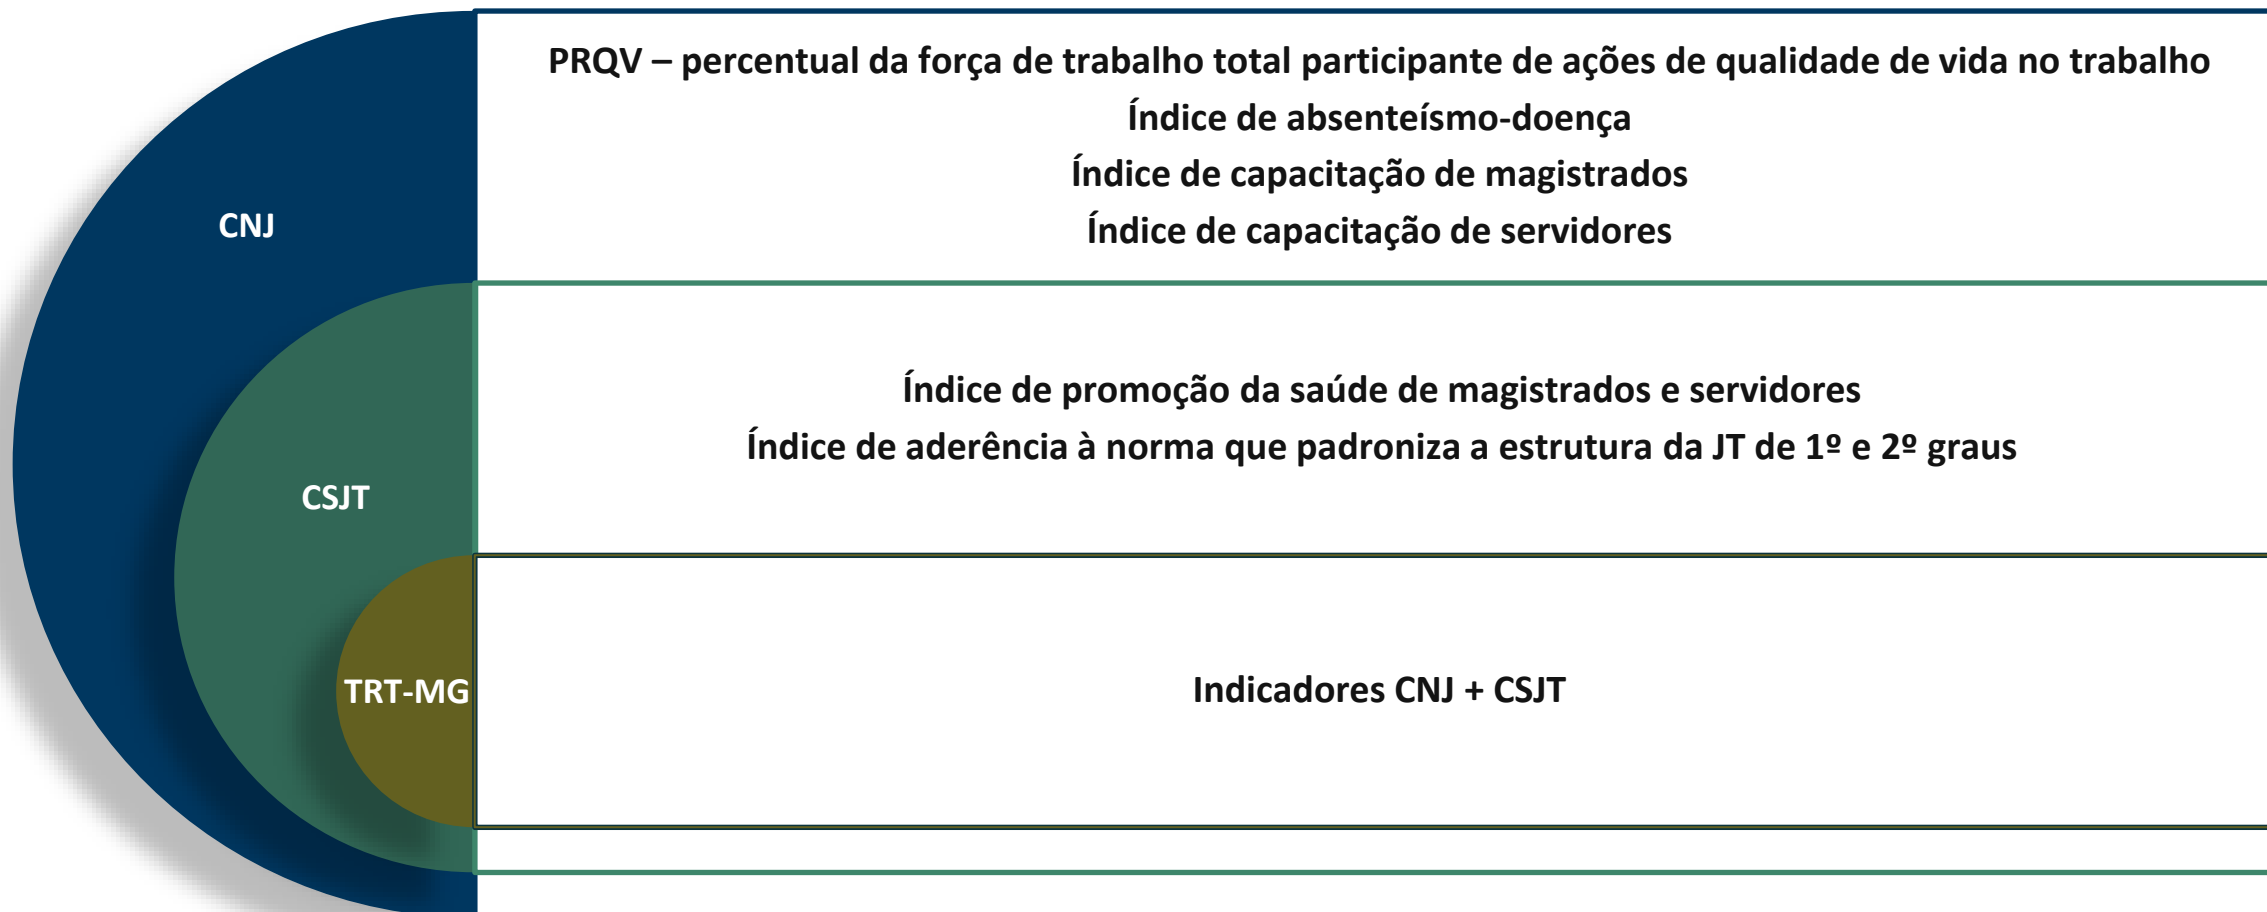 CNJ
PRQV – percentual da força de trabalho total participante de ações de qualidade de vida no trabalho
Índice de absenteísmo-doença
Índice de capacitação de magistrados
Índice de capacitação de servidores
CSJT
Índice de promoção da saúde de magistrados e servidores
Índice de aderência à norma que padroniza a estrutura da JT de 1º e 2º graus
TRT-MG
Indicadores CNJ + CSJT